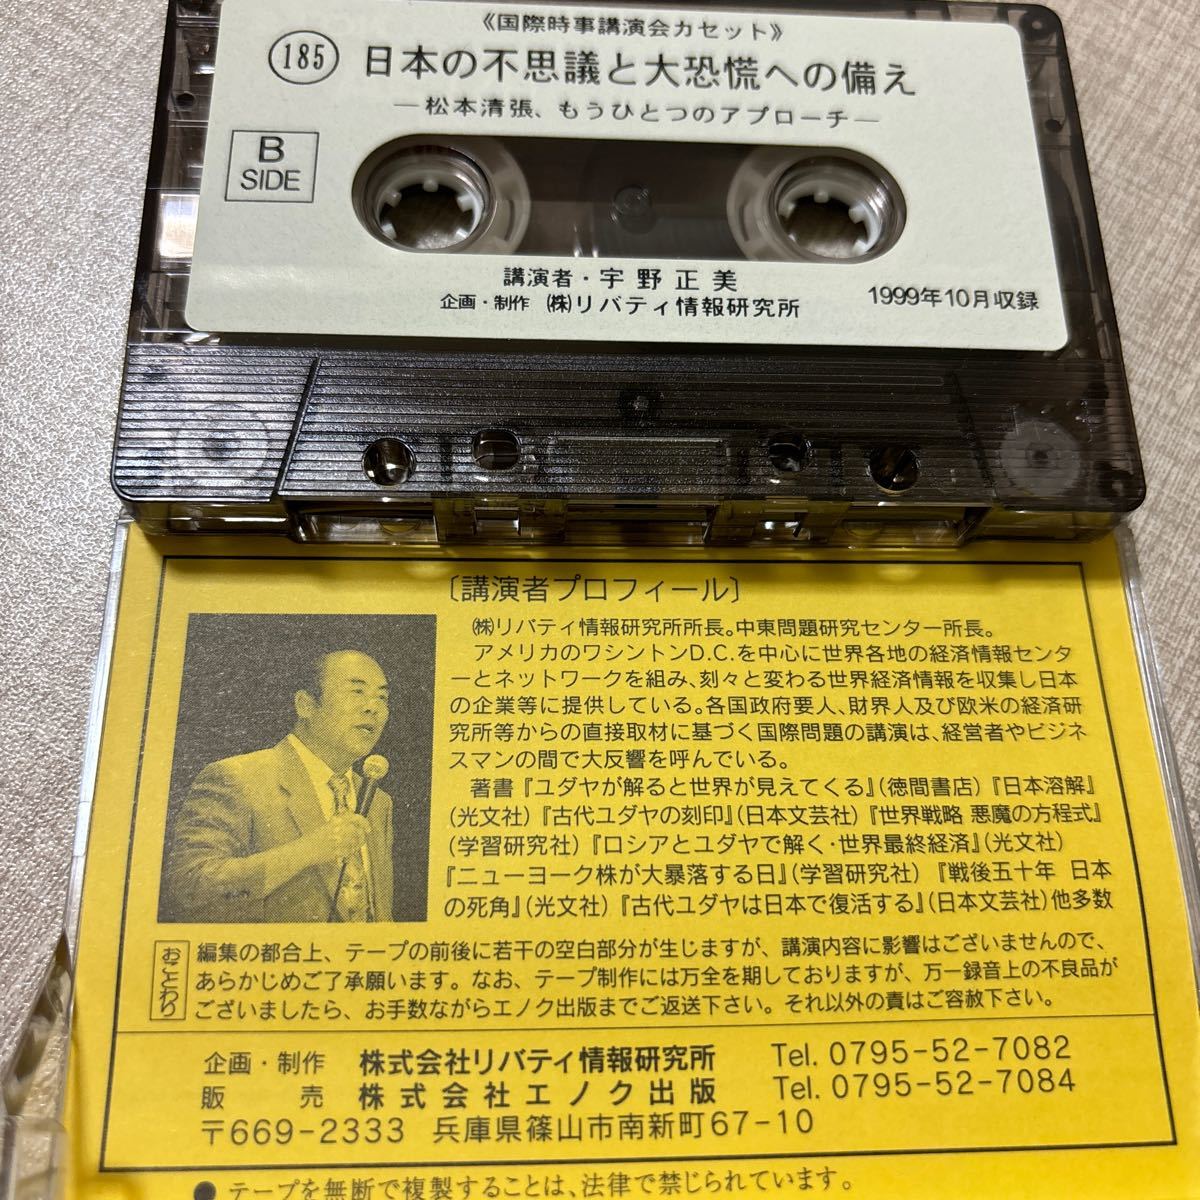 《国際時事講演会カセット》
185 日本の不思議と大恐慌への備え
―松本清張、もうひとつのアプローチ―
B
SIDE
講演者・宇野正美
企画・制作 ㈱リバティ情報研究所
1999年10月収録
〔講演者プロフィール〕
㈱リバティ情報研究所所長。中東問題研究センター所長。
アメリカのワシントンD.C.を中心に世界各地の経済情報センタ
ーとネットワークを組み、刻々と変わる世界経済情報を収集し日本
の企業等に提供している。各国政府要人、財界人及び欧米の経済研
究所等からの直接取材に基づく国際問題の講演は、経営者やビジネ
スマンの間で大反響を呼んでいる。
著書『ユダヤが解ると世界が見えてくる』(徳間書店)『日本溶解』
(光文社)『古代ユダヤの刻印』(日本文芸社)『世界戦略 悪魔の方程式』
(学習研究社)『ロシアとユダヤで解く・世界最終経済』(光文社)
『ニューヨーク株が大暴落する日』(学習研究社)『戦後五十年 日本
の死角』(光文社)『古代ユダヤは日本で復活する』(日本文芸社)他多数
おことわり
編集の都合上、テープの前後に若干の空白部分が生じますが、講演内容に影響はございませんので、
あらかじめご了承願います。なお、テープ制作には万全を期しておりますが、万一録音上の不良品が
ございましたら、お手数ながらエノク出版までご返送下さい。それ以外の責はご容赦下さい。
企画・制作 株式会社リバティ情報研究所 Tel. 0795-52-7082
販 売 株式会社エノク出版 Tel. 0795-52-7084
〒669-2333 兵庫県篠山市南新町67-10
● テープを無断で複製することは、法律で禁じられています。